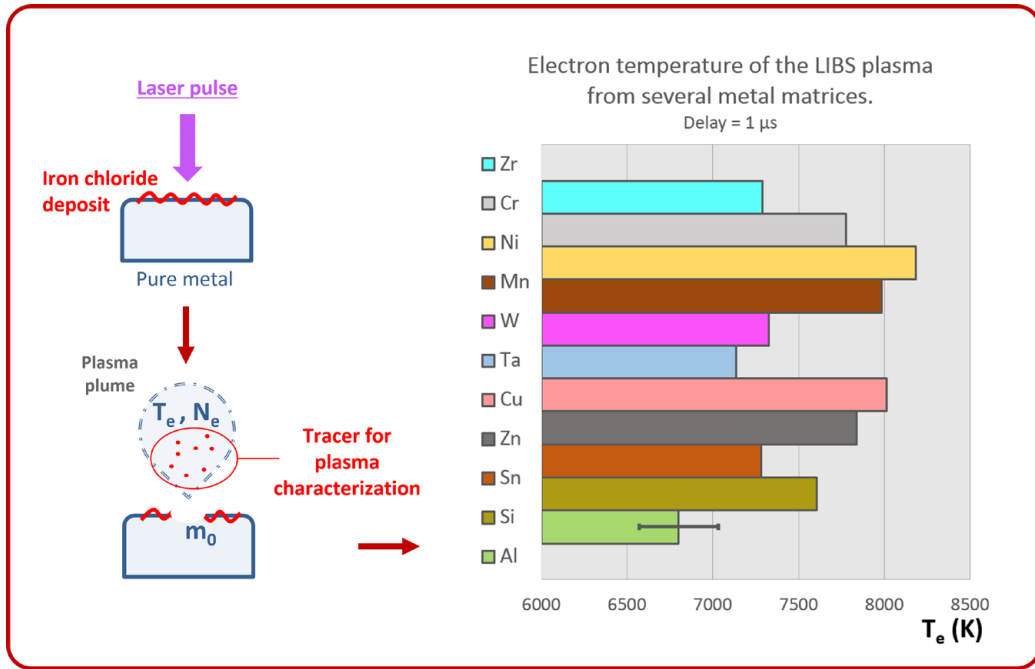 Laser pulse
Iron chloride
deposit
Pure metal
Plasma
plume
Te , Ne
Tracer for
plasma
characterization
m0
Electron temperature of the LIBS plasma
from several metal matrices.
Delay = 1 µs
Zr
Cr
Ni
Mn
W
Ta
Cu
Zn
Sn
Si
Al
6000 6500 7000 7500 8000 8500
Te (K)